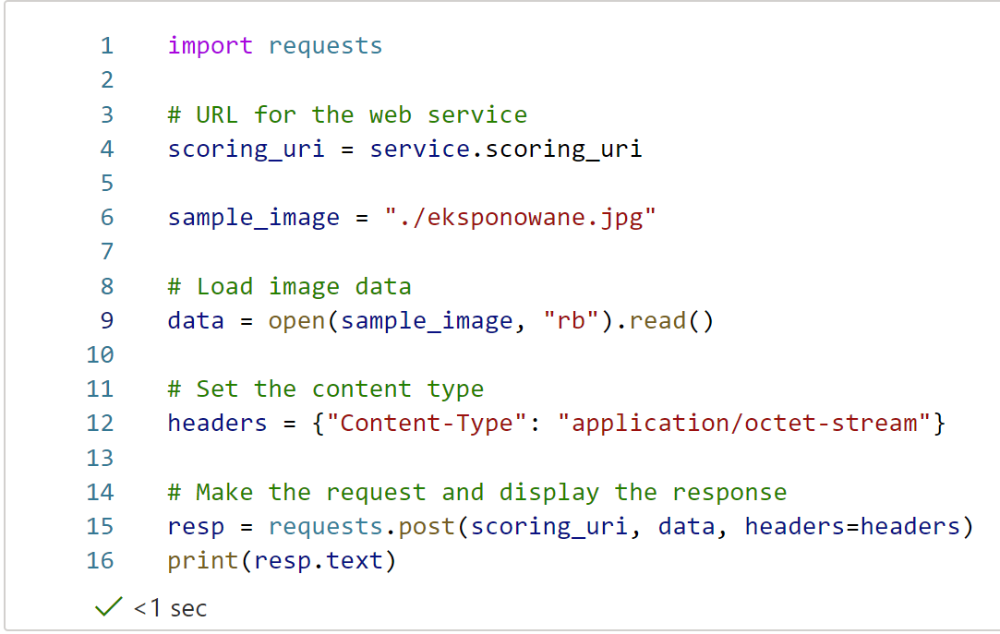 1 import requests
2
3 # URL for the web service
4 scoring_uri = service.scoring_uri
5
6 sample_image = "./eksponowane.jpg"
7
8 # Load image data
9 data = open(sample_image, "rb").read()
10
11 # Set the content type
12 headers = {"Content-Type": "application/octet-stream"}
13
14 # Make the request and display the response
15 resp = requests.post(scoring_uri, data, headers=headers)
16 print(resp.text)
✓ <1 sec